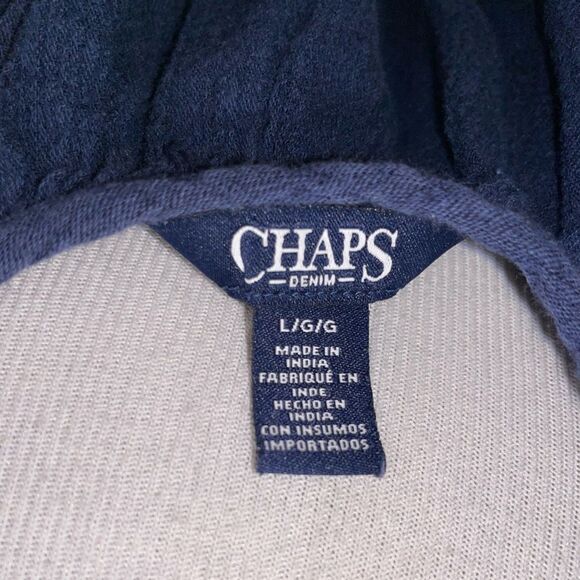 CHAPS
DENIM
L/G/G
MADE IN
INDIA
FABRIQUÉ EN
INDE
HECHO EN
INDIA
CON INSUMOS
IMPORTADOS